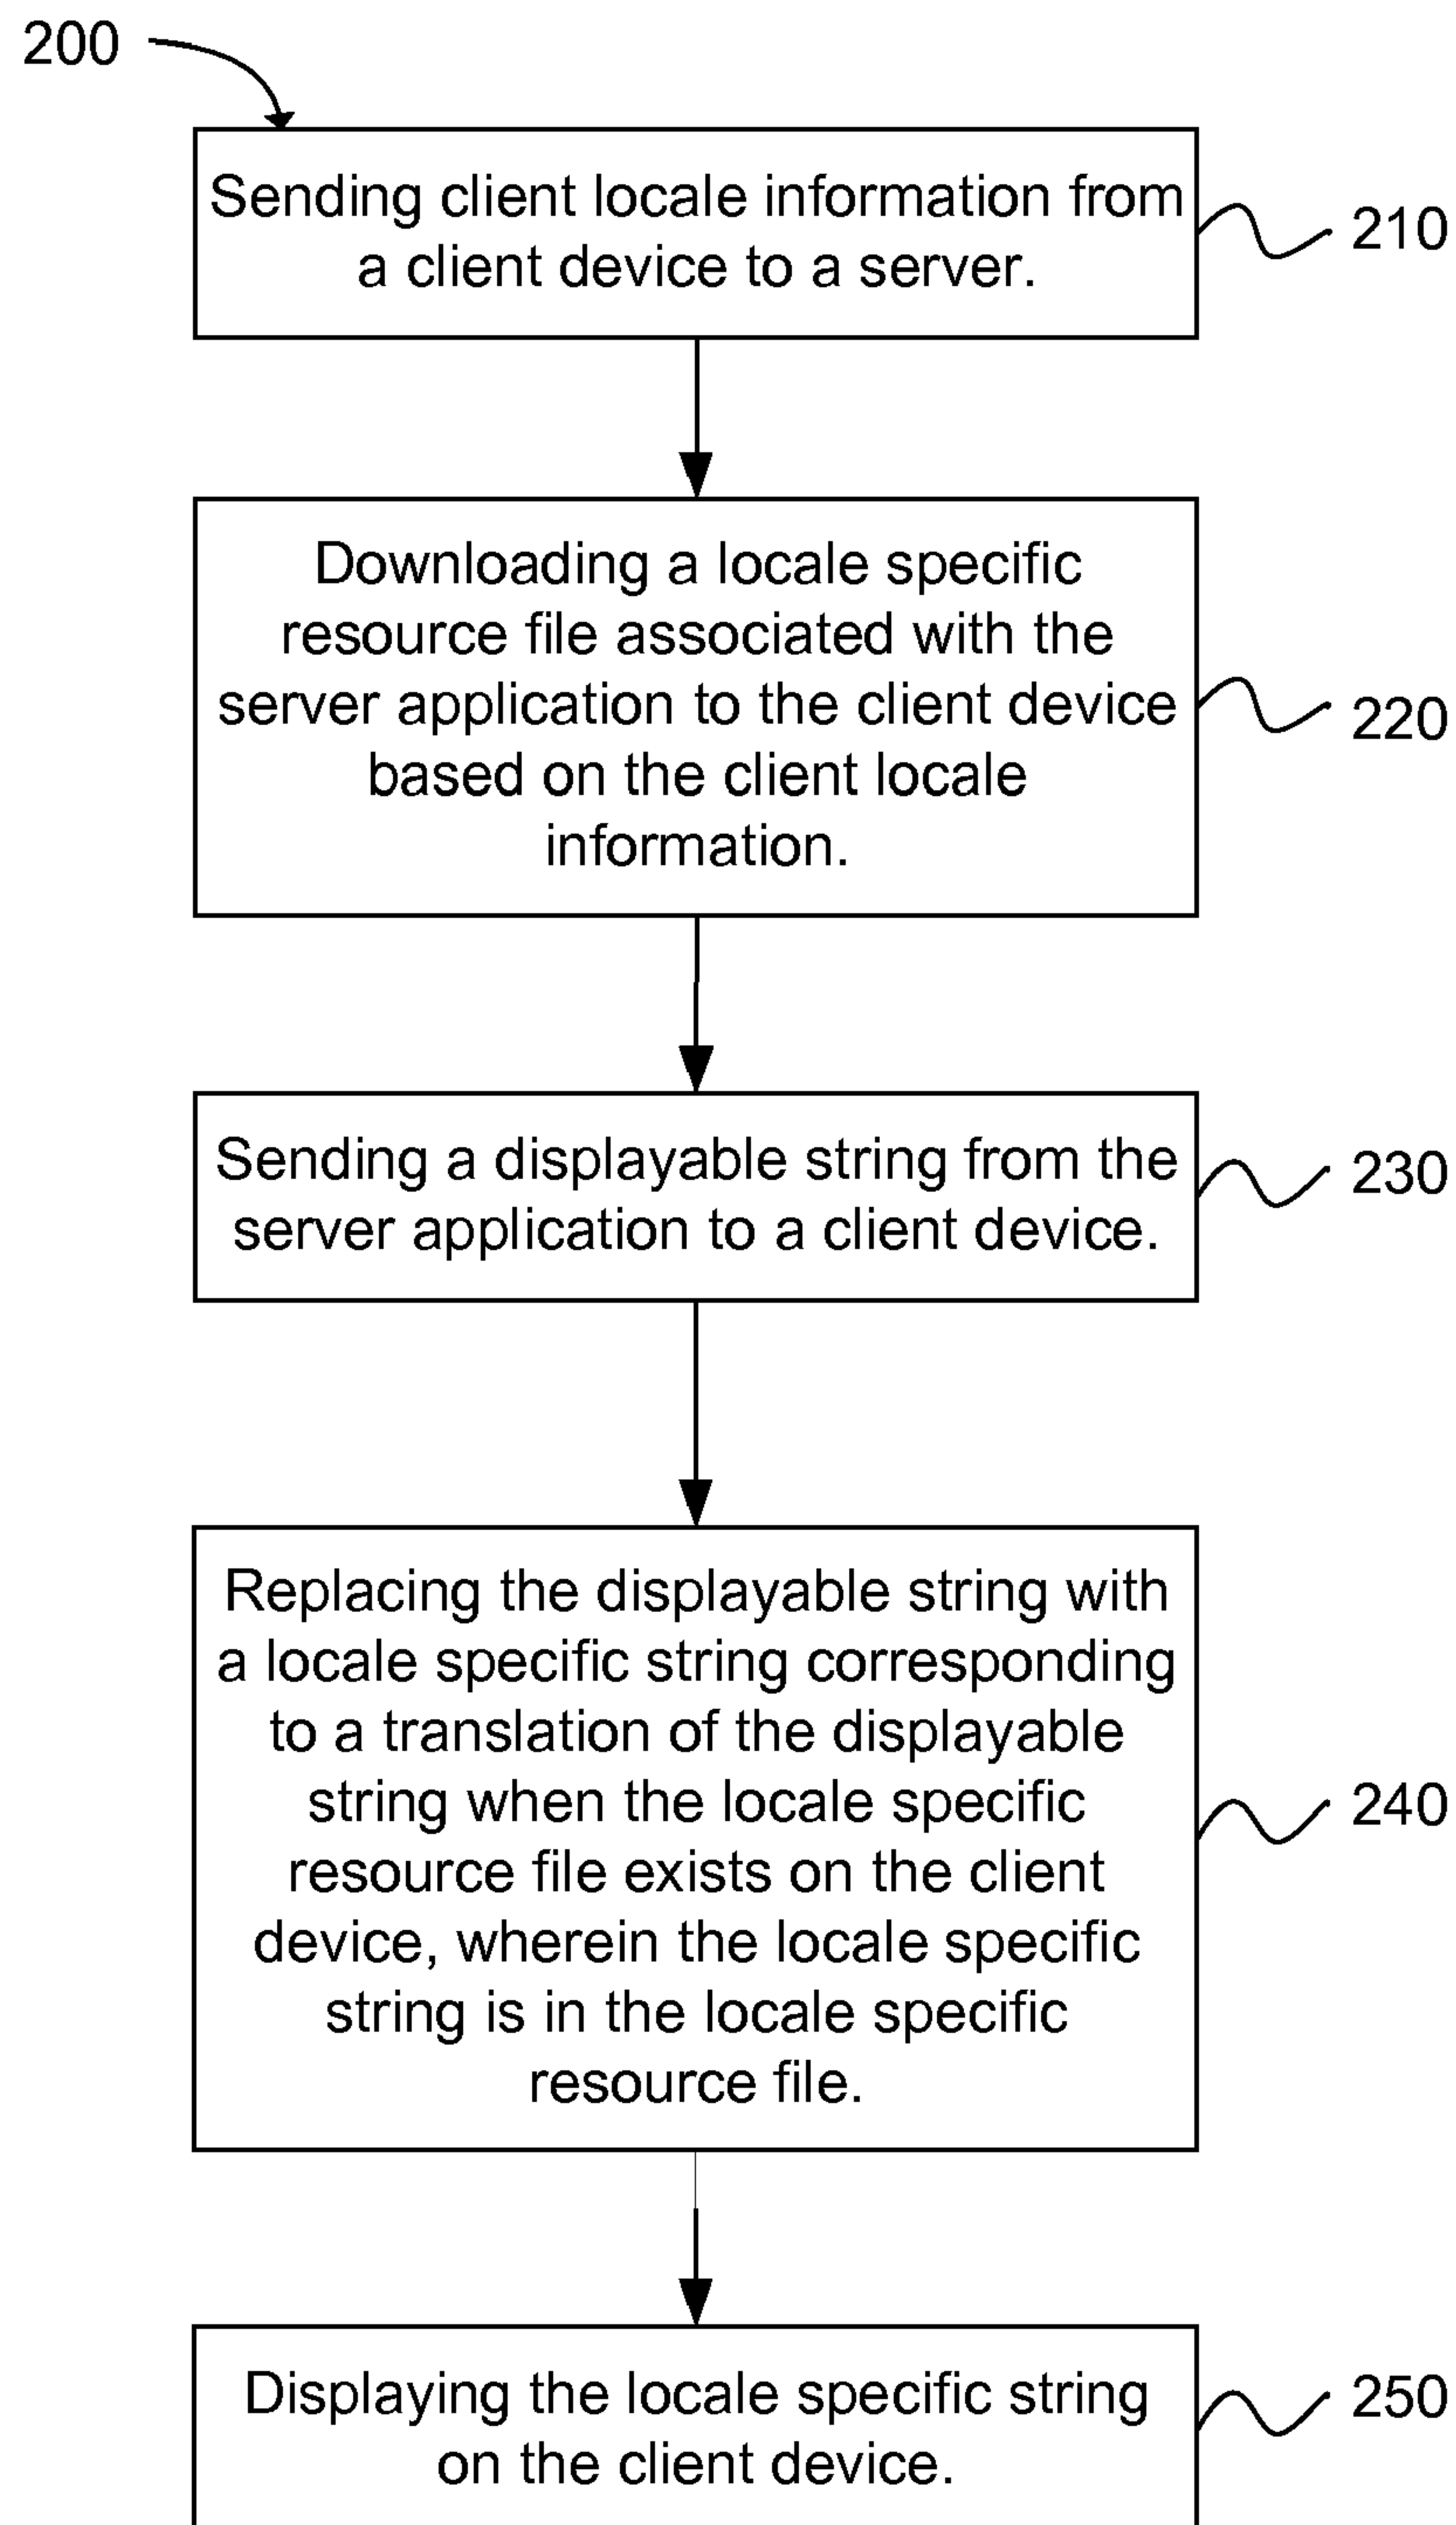 200
Sending client locale information from
a client device to a server.
210
Downloading a locale specific
resource file associated with the
server application to the client device
based on the client locale
information.
220
Sending a displayable string from the
server application to a client device.
230
Replacing the displayable string with
a locale specific string corresponding
to a translation of the displayable
string when the locale specific
resource file exists on the client
device, wherein the locale specific
string is in the locale specific
resource file.
240
Displaying the locale specific string
on the client device.
250